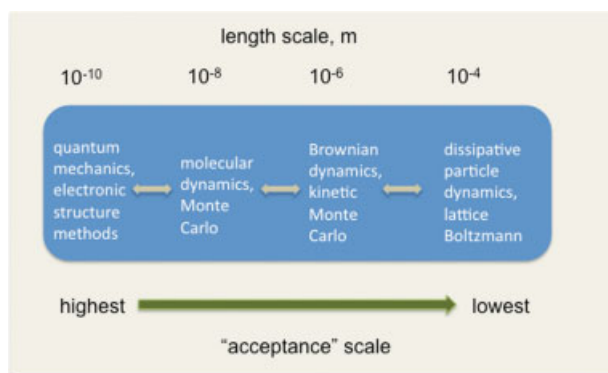 length scale, m
10⁻¹⁰ 10⁻⁸ 10⁻⁶ 10⁻⁴
quantum
mechanics,
electronic
structure
methods
molecular
dynamics,
Monte
Carlo
Brownian
dynamics,
kinetic
Monte
Carlo
dissipative
particle
dynamics,
lattice
Boltzmann
highest lowest
“acceptance” scale